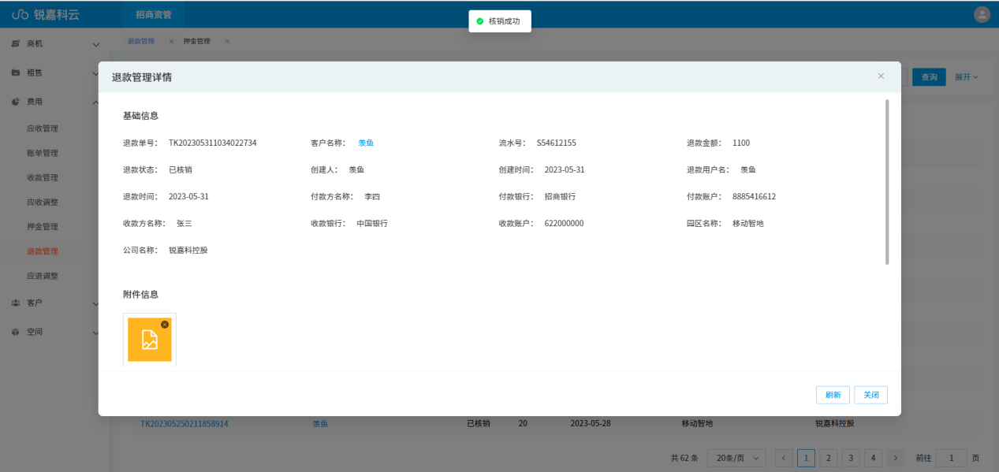 锐嘉科云 招商资管
核销成功
商机
退款管理 × 押金管理 ×
租售
退款管理详情
查询 展开
费用
基础信息
应收管理
退款单号： TK202305311034022734 客户名称： 羡鱼 流水号： S54612155 退款金额： 1100
账单管理
退款状态： 已核销 创建人： 羡鱼 创建时间： 2023-05-31 退款用户名： 羡鱼
收款管理
退款时间： 2023-05-31 付款方名称： 李四 付款银行： 招商银行 付款账户： 8885416612
应收调整
收款方名称： 张三 收款银行： 中国银行 收款账户： 622000000 园区名称： 移动智地
押金管理
公司名称： 锐嘉科控股
退款管理
应退调整
附件信息
客户
空间
刷新 关闭
TK202305250211858914 羡鱼 已核销 20 2023-05-28 移动智地 锐嘉科控股
共 62 条 20条/页 < 1 2 3 4 > 前往 1 页